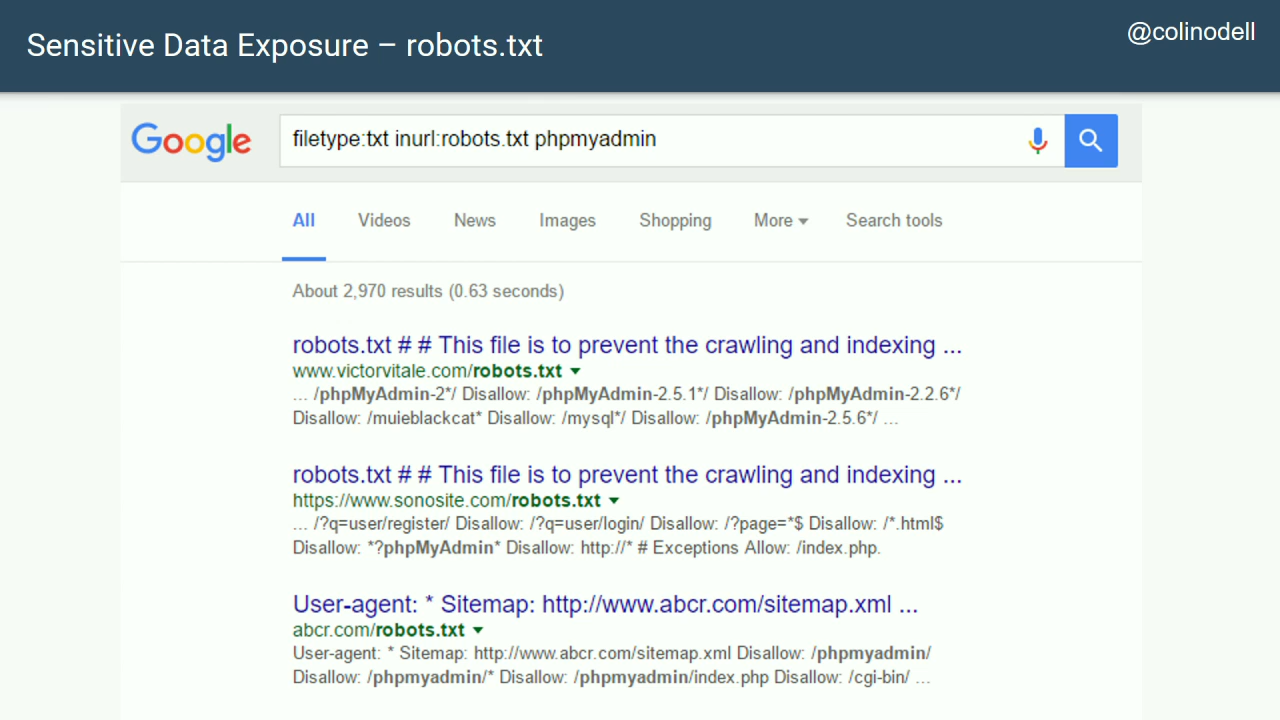 Sensitive Data Exposure – robots.txt
@colinodell
Google
filetype:txt inurl:robots.txt phpmyadmin
All Videos News Images Shopping More Search tools
About 2,970 results (0.63 seconds)
robots.txt # # This file is to prevent the crawling and indexing ...
www.victorvitale.com/robots.txt
... /phpMyAdmin-2*/ Disallow: /phpMyAdmin-2.5.1*/ Disallow: /phpMyAdmin-2.2.6*/
Disallow: /muieblackcat* Disallow: /mysql*/ Disallow: /phpMyAdmin-2.5.6*/ ...
robots.txt # # This file is to prevent the crawling and indexing ...
https://www.sonosite.com/robots.txt
... /?q=user/register/ Disallow: /?q=user/login/ Disallow: /?page=*$ Disallow: /*.html$
Disallow: *?phpMyAdmin* Disallow: http://* # Exceptions Allow: /index.php.
User-agent: * Sitemap: http://www.abcr.com/sitemap.xml ...
abcr.com/robots.txt
User-agent: * Sitemap: http://www.abcr.com/sitemap.xml Disallow: /phpmyadmin/
Disallow: /phpmyadmin/* Disallow: /phpmyadmin/index.php Disallow: /cgi-bin/ ...